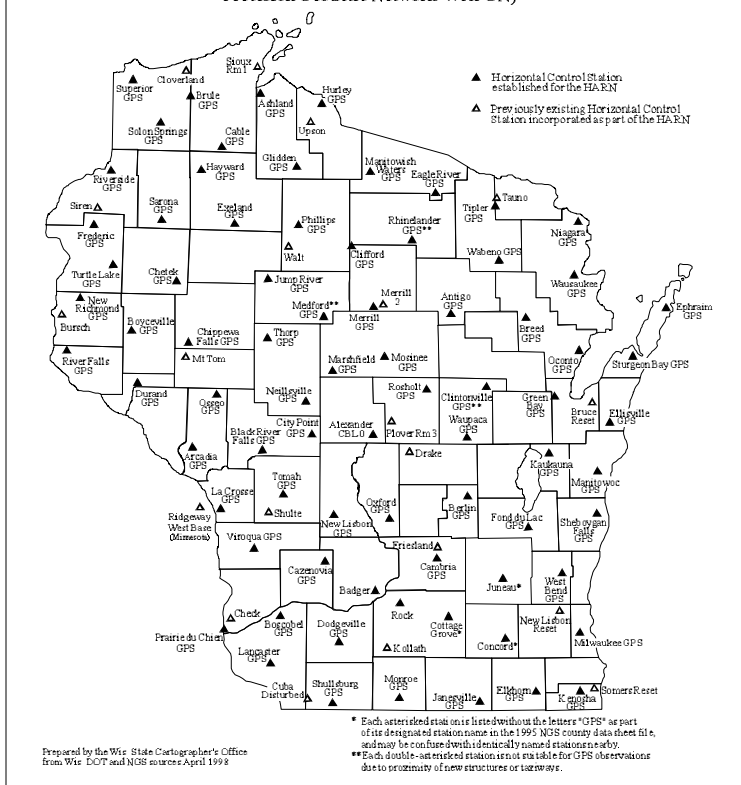 Sioux
Rm 1
Cloverland
Superior
GPS
Brule
GPS
Ashland
GPS
Hurley
GPS
Upson
▲ Horizontal Control Station
established for the HARN
△ Previously existing Horizontal Control
Station incorporated as part of the HARN
Solon Springs
GPS
Cable
GPS
Glidden
GPS
Manitowish
Waters
GPS
Eagle River
GPS
Riverside
GPS
Hayward
GPS
Siren
Sarona
GPS
Exeland
GPS
Phillips
GPS
Rhinelander
GPS**
Tipler
GPS
Tauno
Niagara
GPS
Frederic
GPS
Walt
Clifford
GPS
Wabeno GPS
Turtle Lake
GPS
Chetek
GPS
Jump River
GPS
Wausaukee
GPS
New
Richmond
GPS
Bursch
Boyceville
GPS
Medford**
GPS
Merrill
2
Merrill
GPS
Antigo
GPS
Breed
GPS
Ephraim
GPS
Chippewa
Falls GPS
Thorp
GPS
Mt Tom
River Falls
GPS
Marshfield
GPS
Mosinee
GPS
Oconto
GPS
Sturgeon Bay GPS
Durand
GPS
Osseo
GPS
Neillsville
GPS
Rosholt
GPS
Clintonville
GPS**
Green
Bay
GPS
Bruce
Reset
Ellisville
GPS
City Point
GPS
Alexander
CBL 0
Plover Rm 3
Waupaca
GPS
Black River
Falls GPS
Arcadia
GPS
Drake
Kaukauna
GPS
Manitowoc
GPS
Tomah
GPS
La Crosse
GPS
Shulte
New Lisbon
GPS
Oxford
GPS
Berlin
GPS
Fond du Lac
GPS
Sheboygan
Falls
GPS
Ridgeway
West Base
(Minnesota)
Viroqua GPS
Friesland
Cambria
GPS
Cazenovia
GPS
Badger
Juneau*
West
Bend
GPS
Check
Prairie du Chien
GPS
Boscobel
GPS
Dodgeville
GPS
Rock
Cottage
Grove*
Kollath
Concord*
New Lisbon
Reset
Milwaukee GPS
Lancaster
GPS
Cuba
Disturbed
Shullsburg
GPS
Monroe
GPS
Janesville
GPS
Elkhorn
GPS
Kenosha
GPS
Somers Reset
* Each asterisked station is listed without the letters "GPS" as part
of its designated station name in the 1995 NGS county data sheet file,
and may be confused with identically named stations nearby.
** Each double-asterisked station is not suitable for GPS observations
due to proximity of new structures or taxiways.
Prepared by the Wis State Cartographer's Office
from Wis DOT and NGS sources April 1998